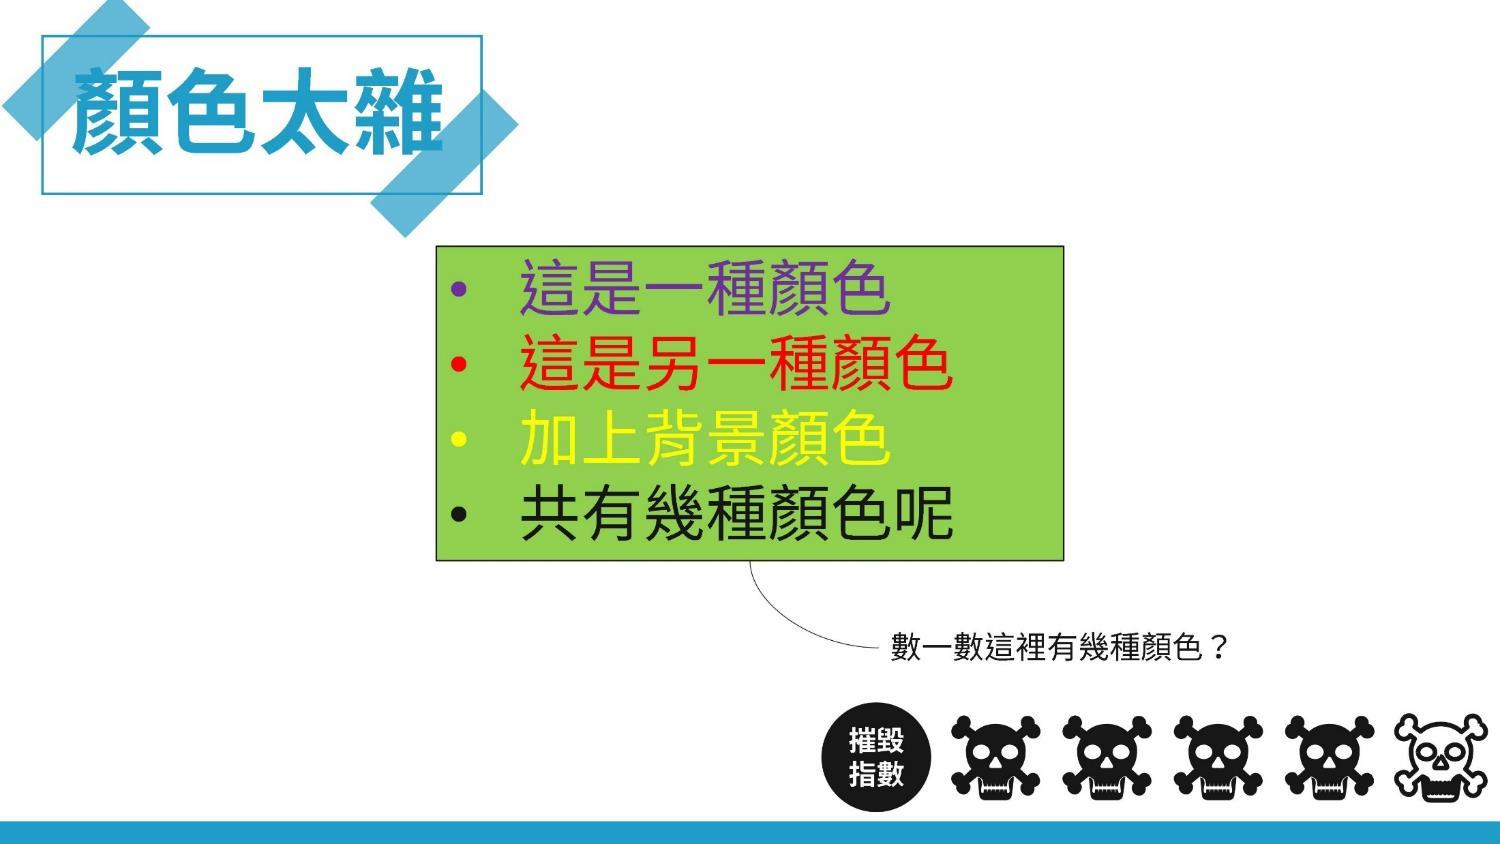 顏色太雜
• 這是一種顏色
• 這是另一種顏色
• 加上背景顏色
• 共有幾種顏色呢
數一數這裡有幾種顏色？
摧毀
指數